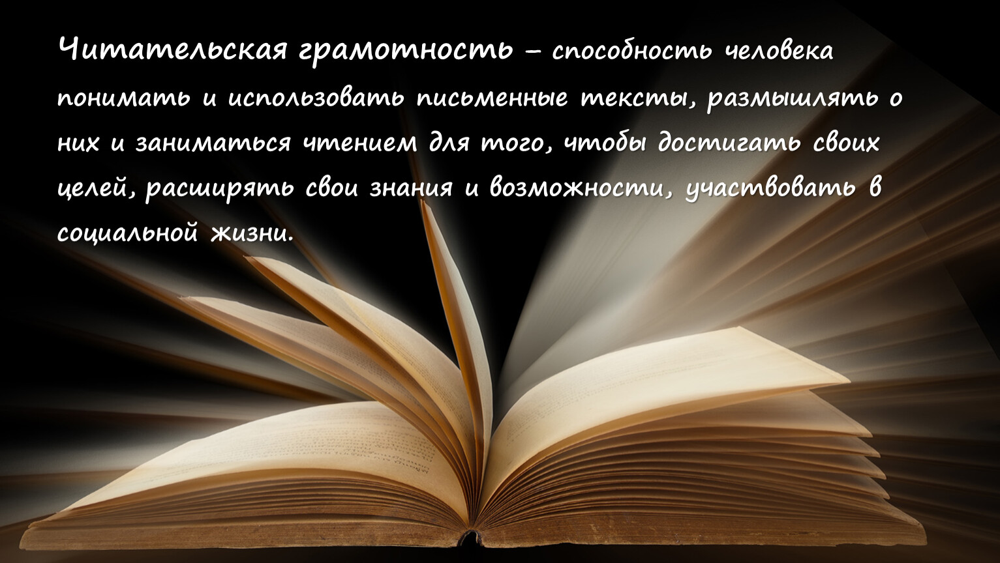 Читательская грамотность – способность человека
понимать и использовать письменные тексты, размышлять о
них и заниматься чтением для того, чтобы достигать своих
целей, расширять свои знания и возможности, участвовать в
социальной жизни.